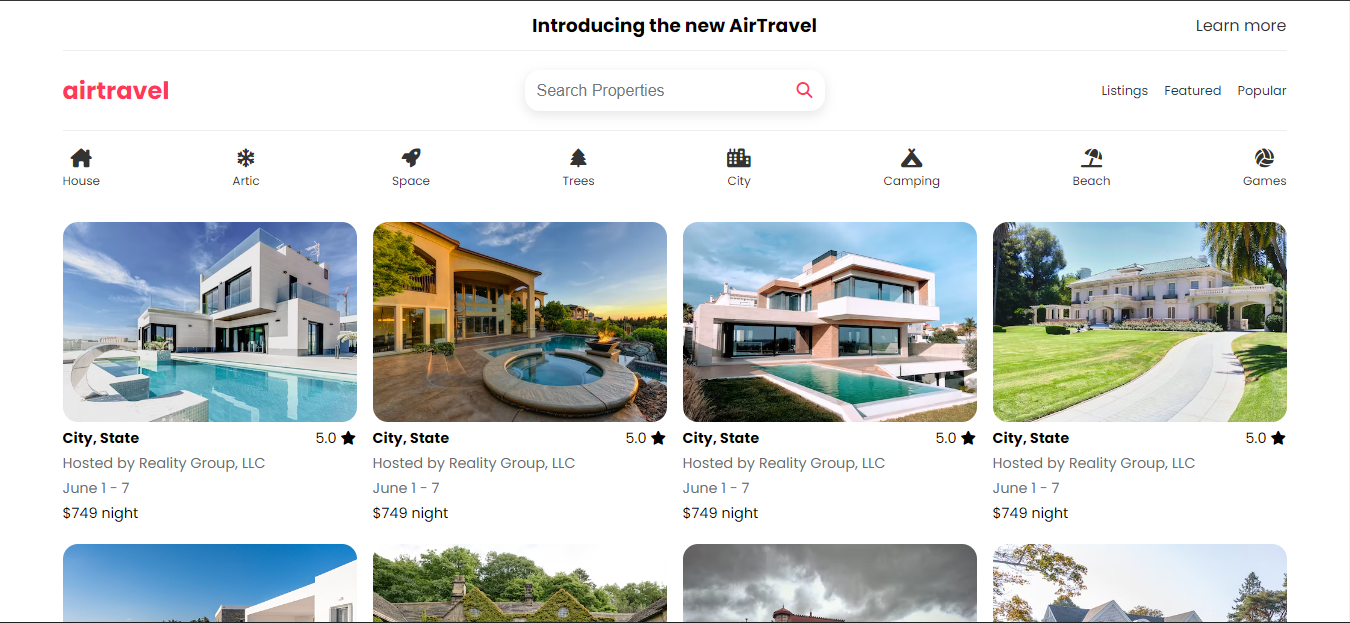 Introducing the new AirTravel Learn more
airtravel Search Properties Listings Featured Popular
House Artic Space Trees City Camping Beach Games
City, State 5.0 City, State 5.0 City, State 5.0 City, State 5.0
Hosted by Reality Group, LLC Hosted by Reality Group, LLC Hosted by Reality Group, LLC Hosted by Reality Group, LLC
June 1 - 7 June 1 - 7 June 1 - 7 June 1 - 7
$749 night $749 night $749 night $749 night